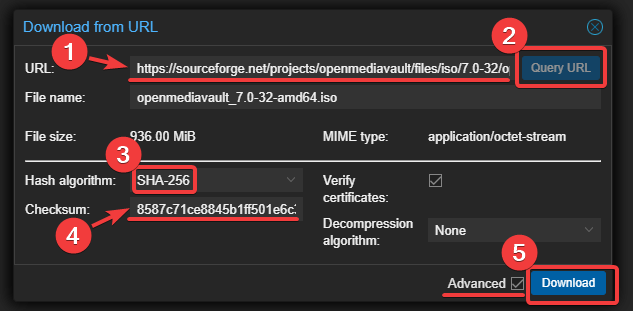 Download from URL
1
2
URL: https://sourceforge.net/projects/openmediavault/files/iso/7.0-32/o Query URL
File name: openmediavault_7.0-32-amd64.iso
File size: 936.00 MiB MIME type: application/octet-stream
3
Hash algorithm: SHA-256 Verify certificates:
Checksum: 8587c71ce8845b1ff501e6c
4
Decompression algorithm: None
5
Advanced Download